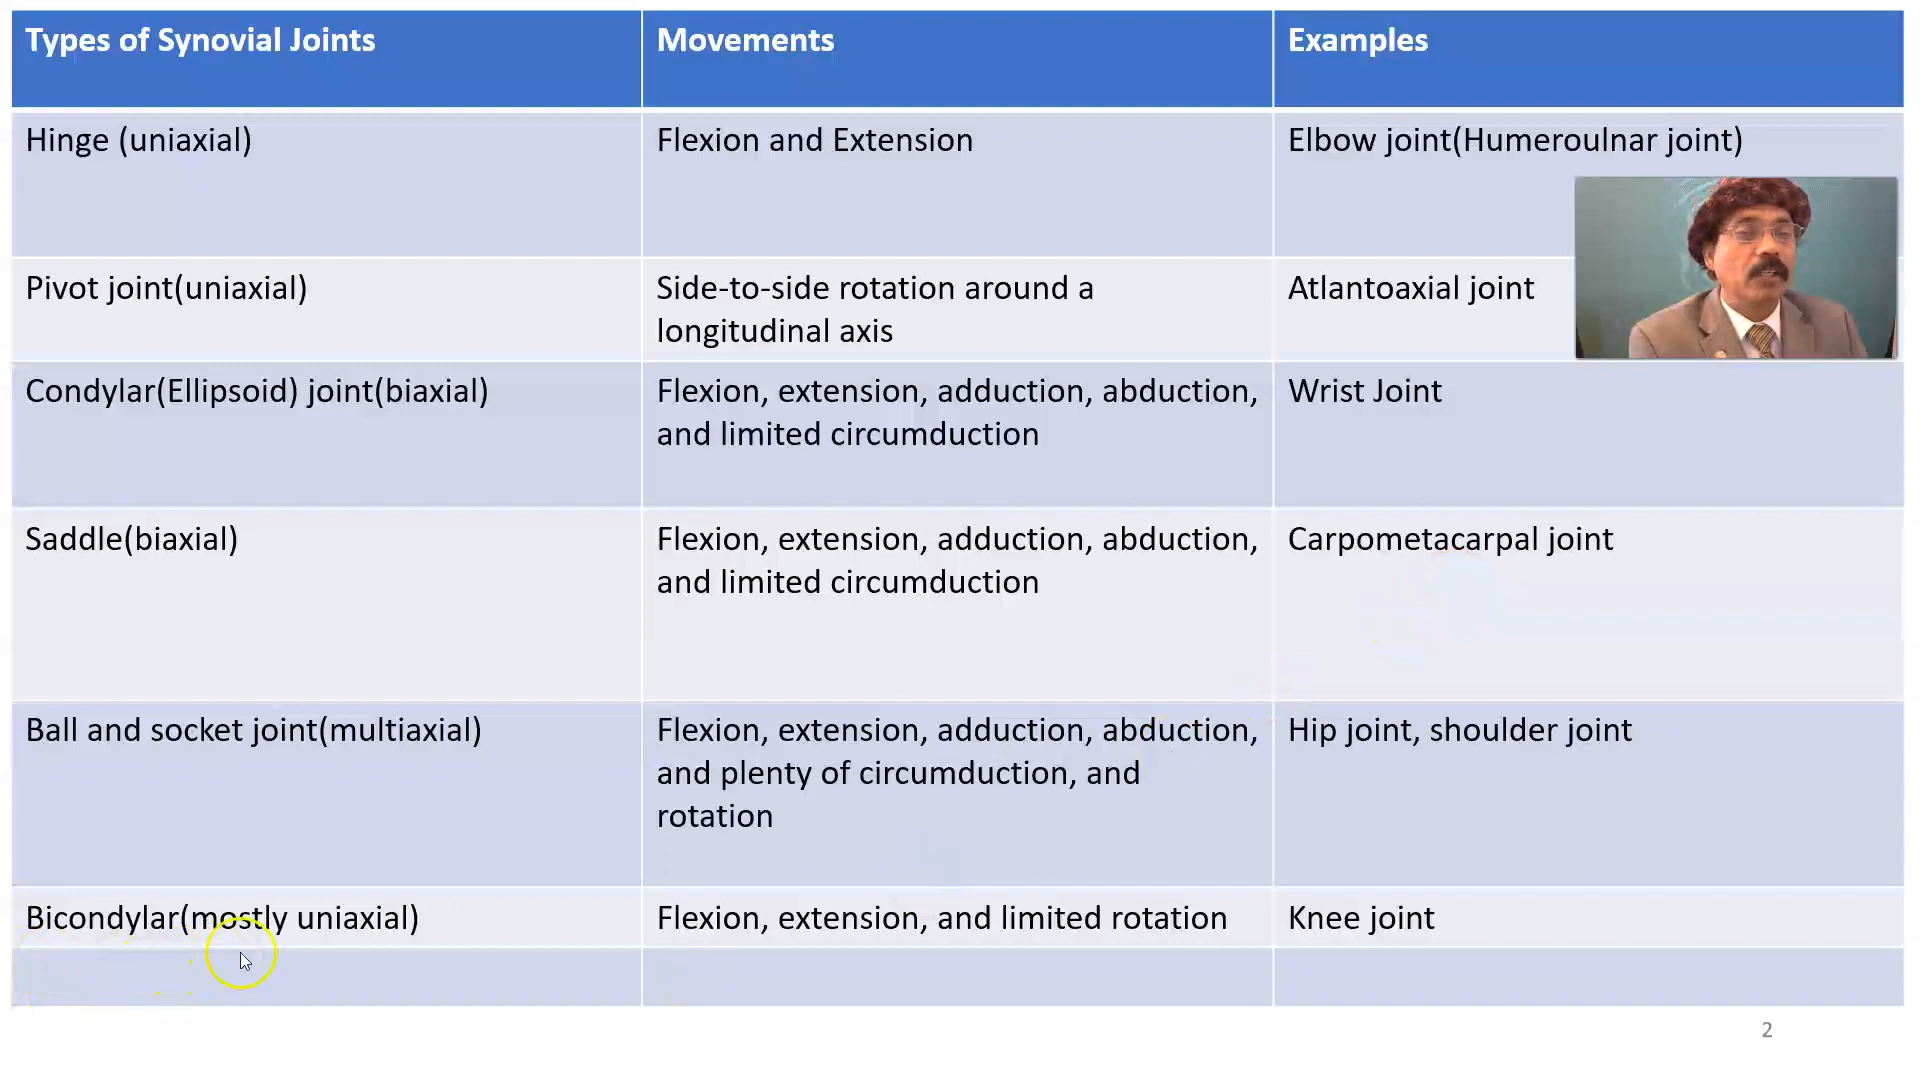 Types of Synovial Joints
Movements
Examples
Hinge (uniaxial)
Flexion and Extension
Elbow joint(Humeroulnar joint)
Pivot joint(uniaxial)
Side-to-side rotation around a
longitudinal axis
Atlantoaxial joint
Condylar(Ellipsoid) joint(biaxial)
Flexion, extension, adduction, abduction,
and limited circumduction
Wrist Joint
Saddle(biaxial)
Flexion, extension, adduction, abduction,
and limited circumduction
Carpometacarpal joint
Ball and socket joint(multiaxial)
Flexion, extension, adduction, abduction,
and plenty of circumduction, and
rotation
Hip joint, shoulder joint
Bicondylar(mostly uniaxial)
Flexion, extension, and limited rotation
Knee joint
2